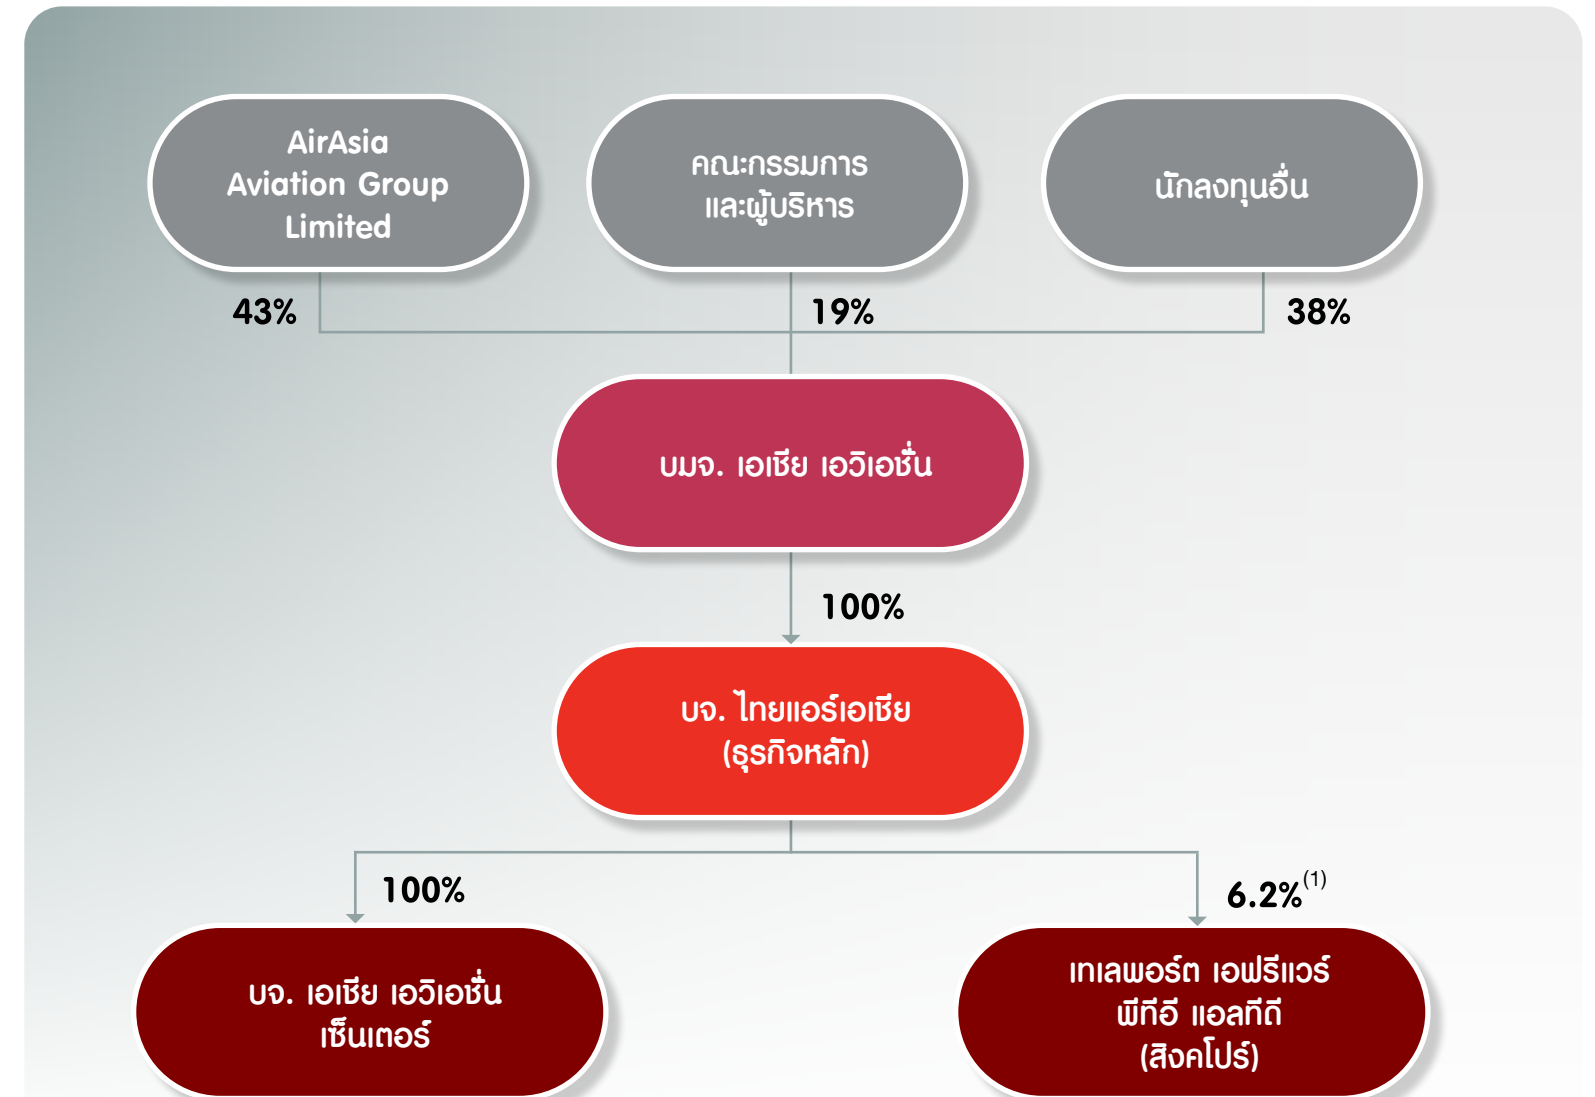 AirAsia
Aviation Group
Limited
คณะกรรมการ
และผู้บริหาร
นักลงทุนอื่น
43%
19%
38%
บมจ. เอเชีย เอวิเอชั่น
100%
บจ. ไทยแอร์เอเชีย
(ธุรกิจหลัก)
100%
6.2%(1)
บจ. เอเชีย เอวิเอชั่น
เซ็นเตอร์
เทเลพอร์ต เอฟรีแวร์
พีทีอี แอลทีดี
(สิงคโปร์)